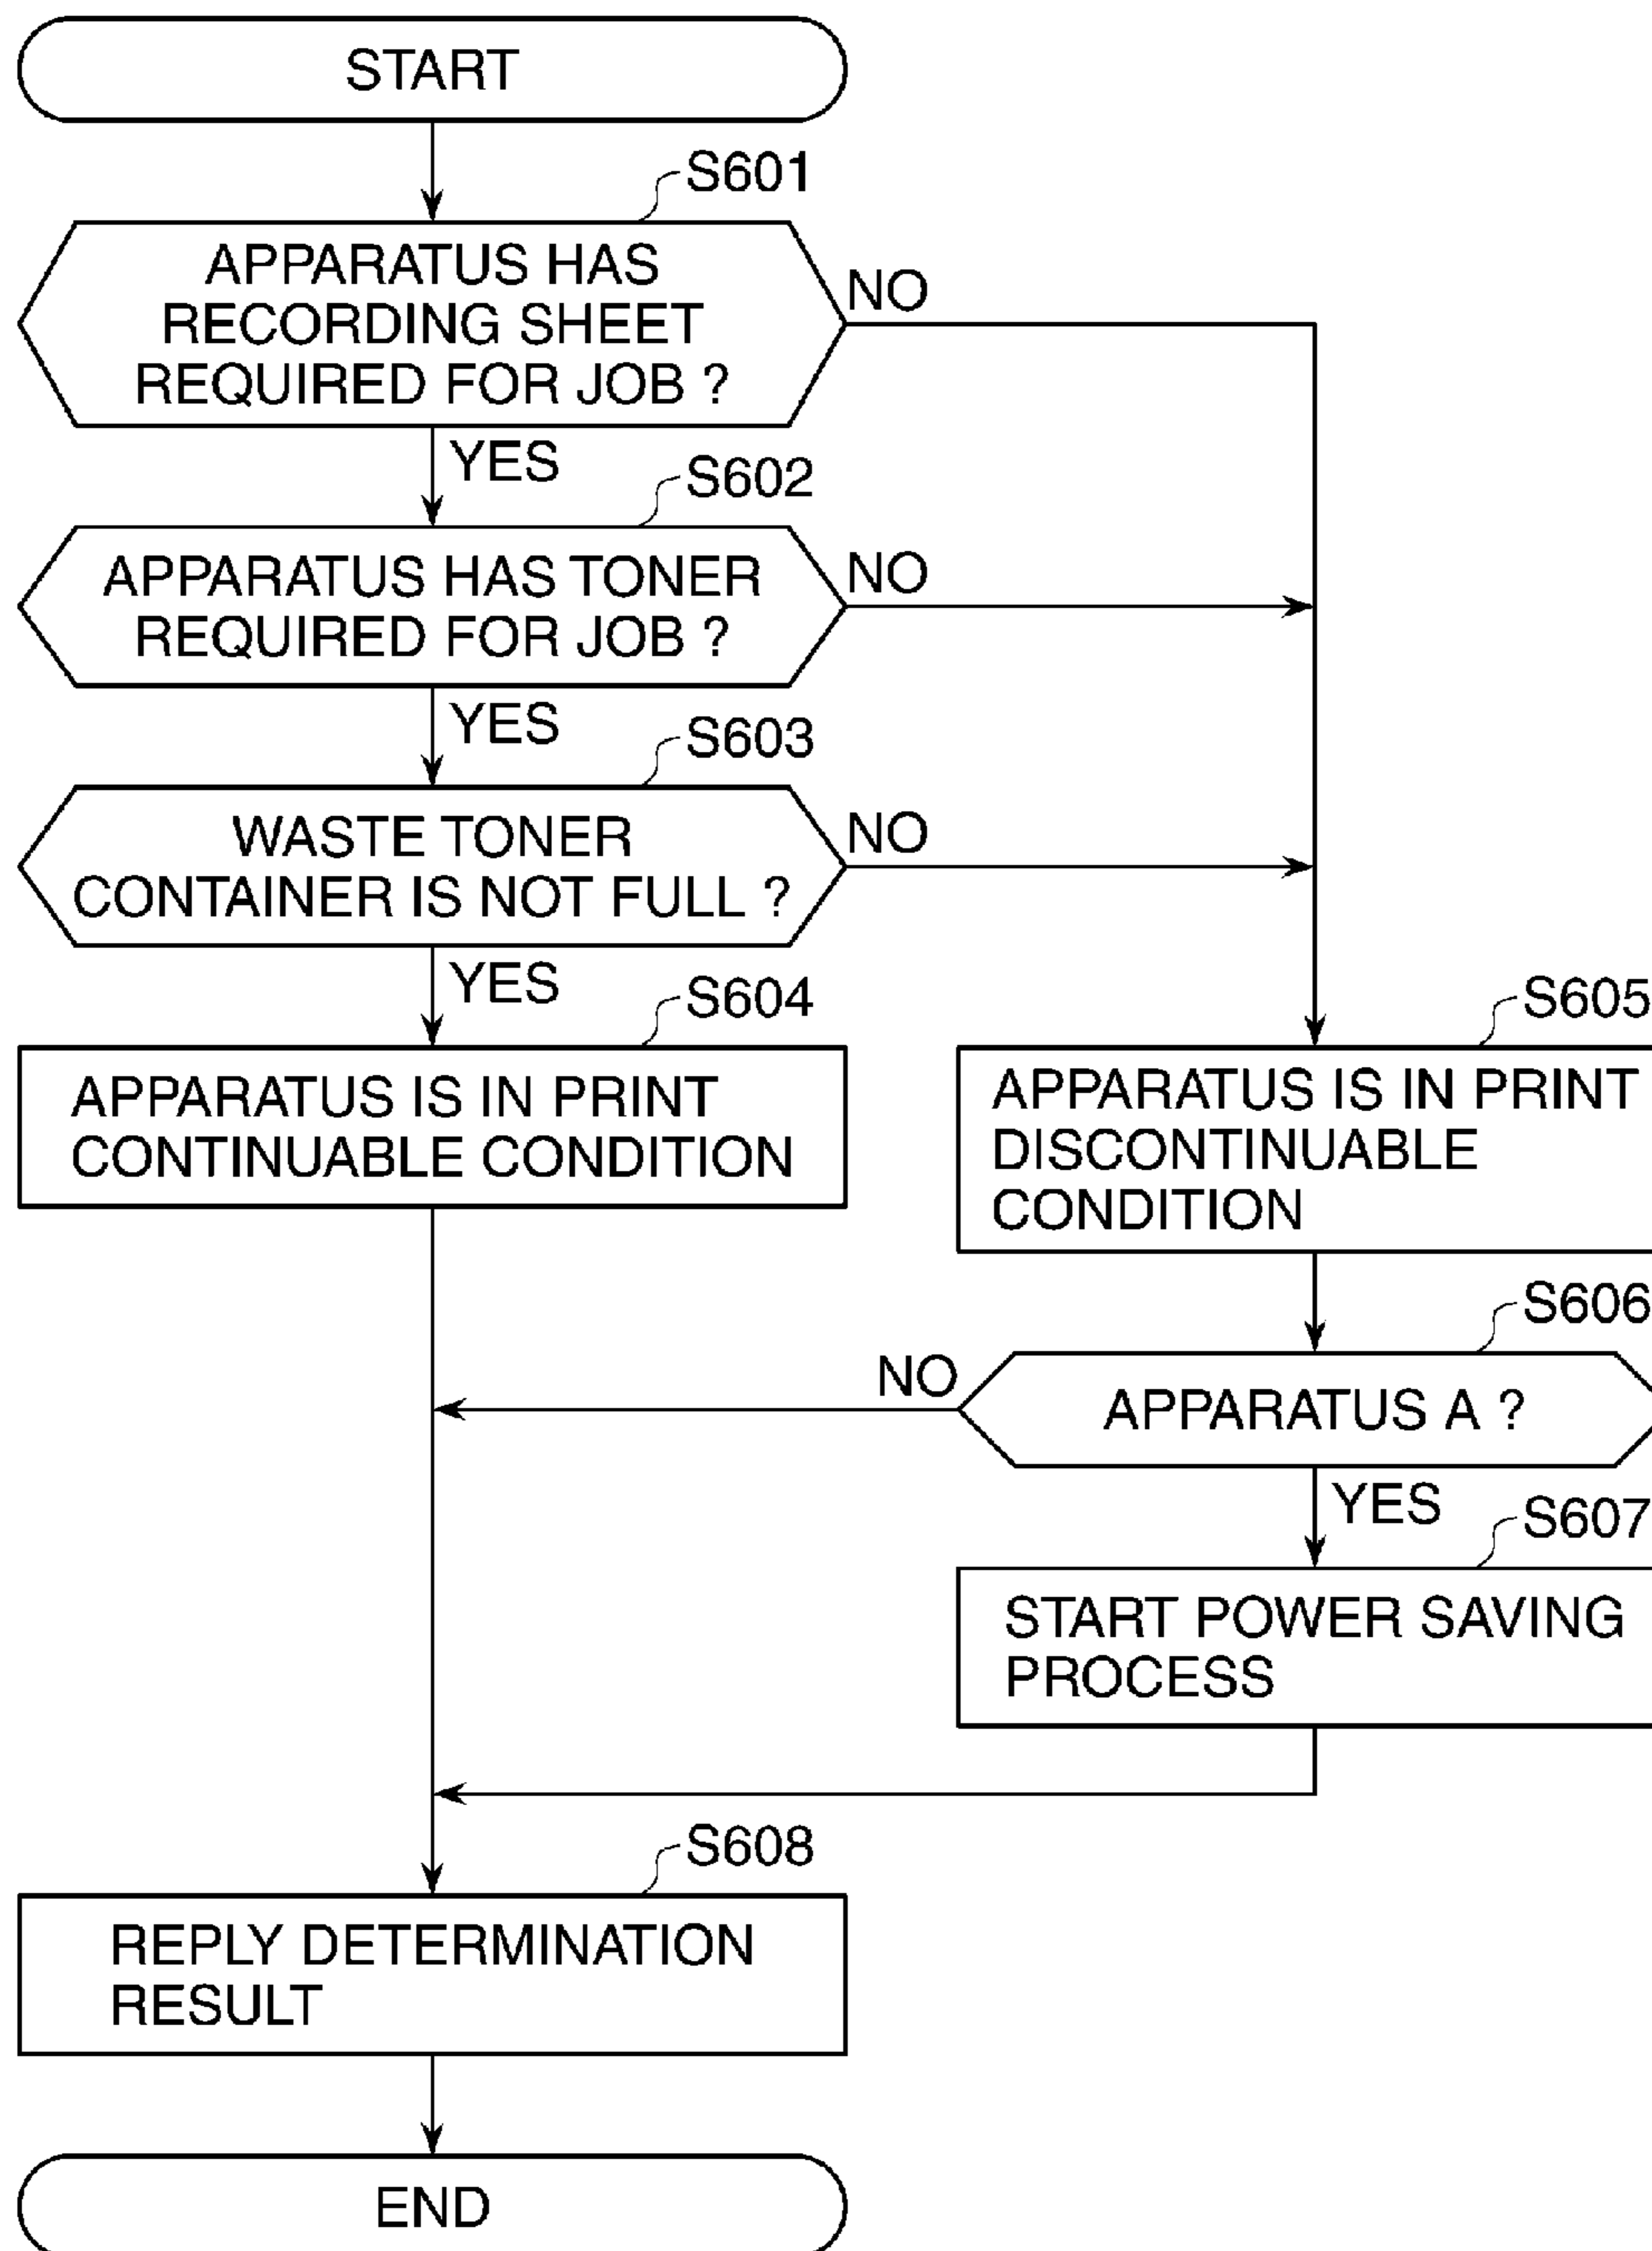 START
S601
APPARATUS HAS
RECORDING SHEET
REQUIRED FOR JOB ?
NO
YES
S602
APPARATUS HAS TONER
REQUIRED FOR JOB ?
NO
YES
S603
WASTE TONER
CONTAINER IS NOT FULL ?
NO
YES
S604
APPARATUS IS IN PRINT
CONTINUABLE CONDITION
S605
APPARATUS IS IN PRINT
DISCONTINUABLE
CONDITION
S606
APPARATUS A ?
NO
YES
S607
START POWER SAVING
PROCESS
S608
REPLY DETERMINATION
RESULT
END